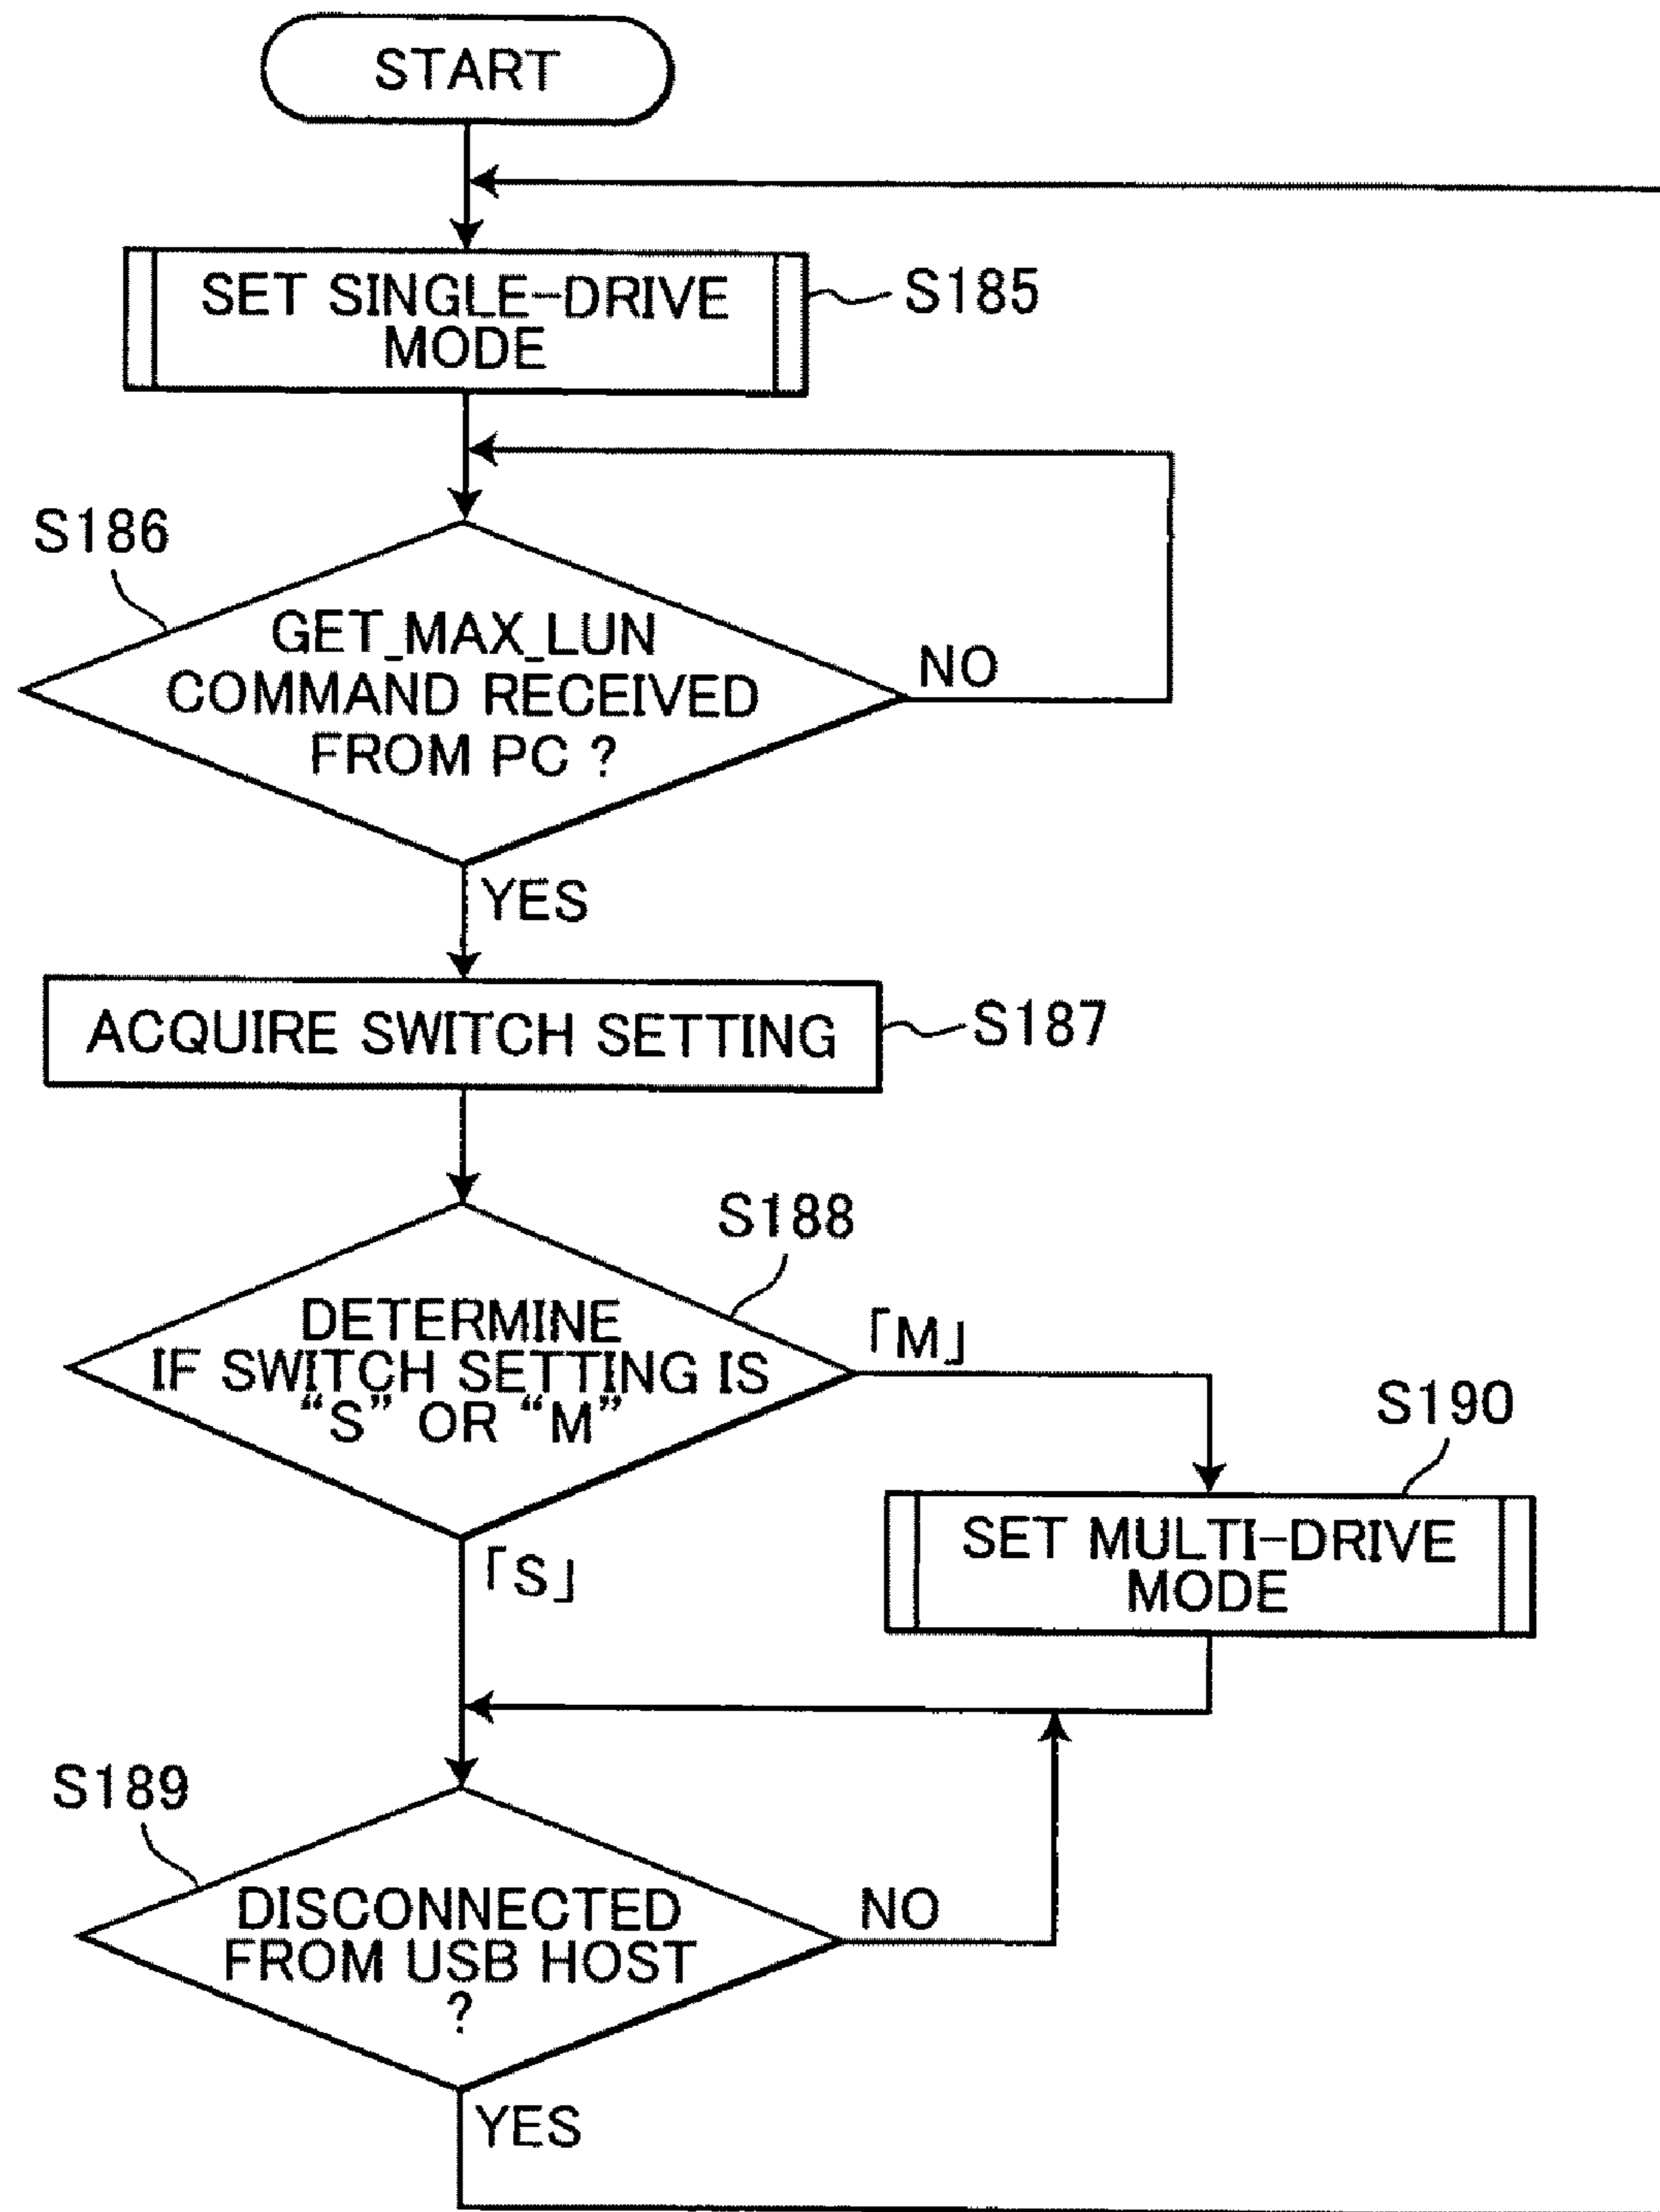 START
SET SINGLE-DRIVE
MODE
S185
S186
GET_MAX_LUN
COMMAND RECEIVED
FROM PC ?
NO
YES
ACQUIRE SWITCH SETTING
S187
S188
DETERMINE
IF SWITCH SETTING IS
“S” OR “M”
「M」
S190
SET MULTI-DRIVE
MODE
「S」
S189
DISCONNECTED
FROM USB HOST
?
NO
YES